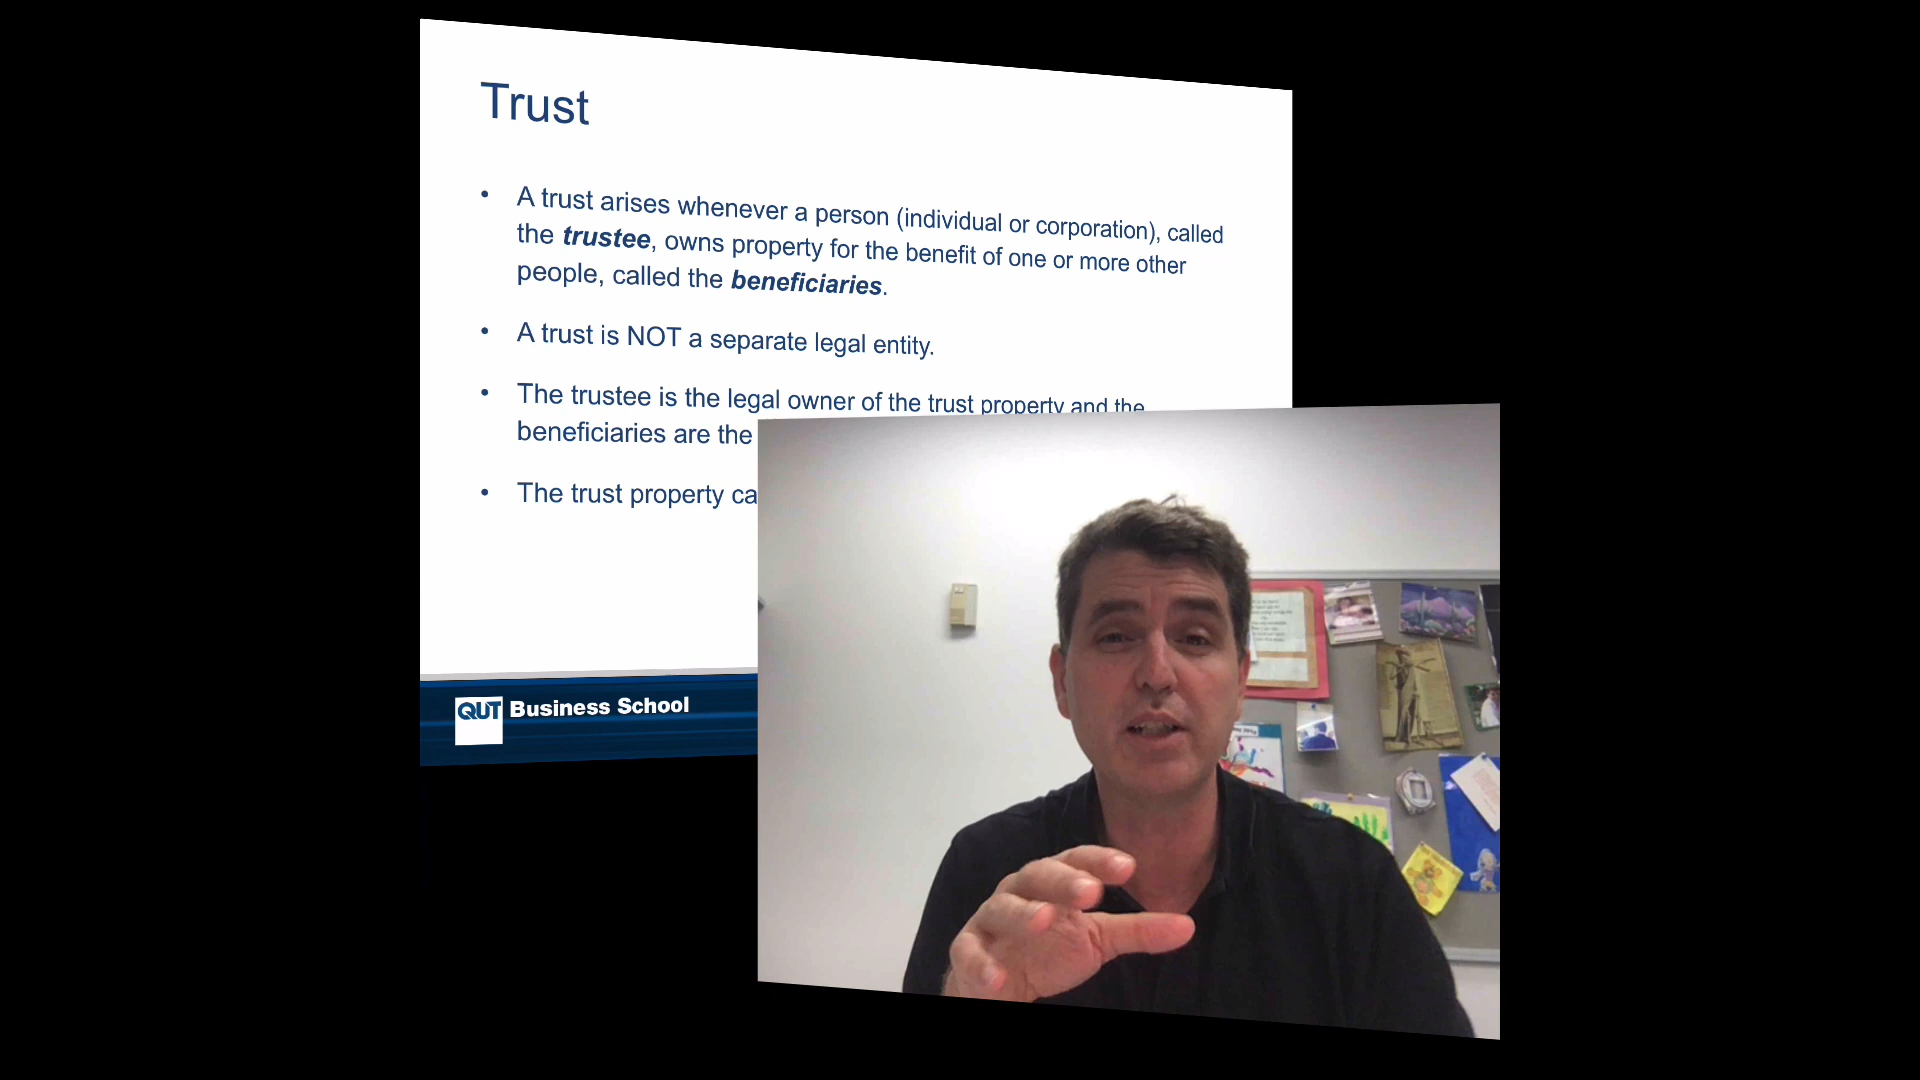 Trust
• A trust arises whenever a person (individual or corporation), called
the trustee, owns property for the benefit of one or more other
people, called the beneficiaries.
• A trust is NOT a separate legal entity.
• The trustee is the legal owner of the trust property and the
beneficiaries are the
• The trust property
QUT Business School